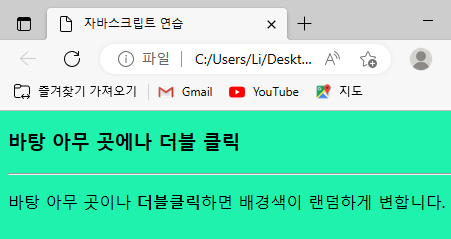 자바스크립트 연습
파일 C:/Users/Li/Deskt...
즐겨찾기 가져오기 Gmail YouTube 지도
바탕 아무 곳에나 더블 클릭
바탕 아무 곳이나 더블클릭하면 배경색이 랜덤하게 변합니다.